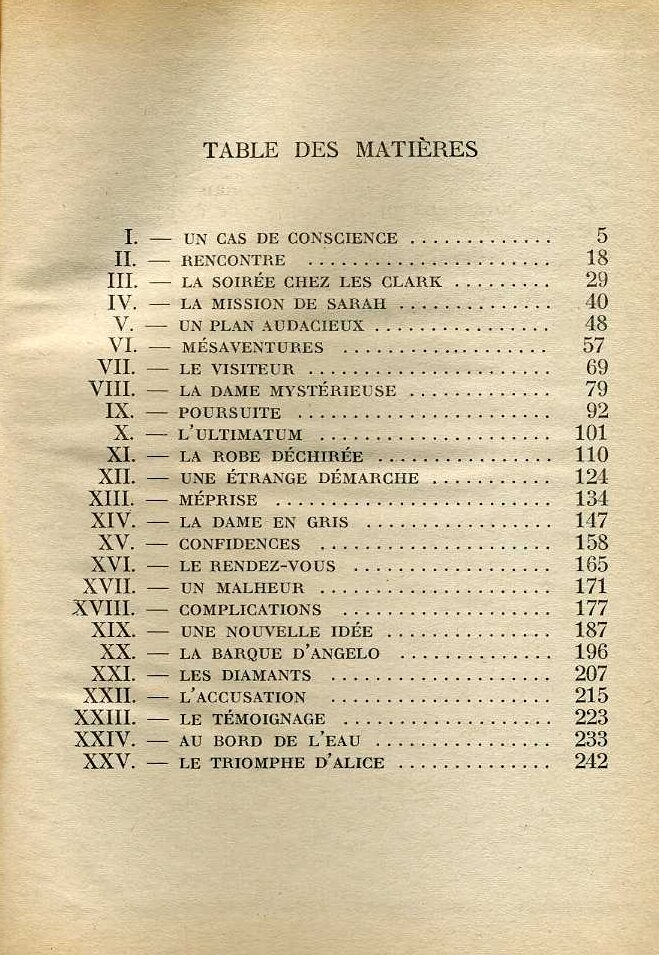 TABLE DES MATIÈRES
I. — UN CAS DE CONSCIENCE . . . . . . . . . . . . . 5
II. — RENCONTRE . . . . . . . . . . . . . . . . . . . . . . 18
III. — LA SOIRÉE CHEZ LES CLARK . . . . . . . . . 29
IV. — LA MISSION DE SARAH . . . . . . . . . . . . . . 40
V. — UN PLAN AUDACIEUX . . . . . . . . . . . . . . . . 48
VI. — MÉSAVENTURES . . . . . . . . . . . . . . . . . . . 57
VII. — LE VISITEUR . . . . . . . . . . . . . . . . . . . . . . 69
VIII. — LA DAME MYSTÉRIEUSE . . . . . . . . . . . . . 79
IX. — POURSUITE . . . . . . . . . . . . . . . . . . . . . . . 92
X. — L'ULTIMATUM . . . . . . . . . . . . . . . . . . . . . 101
XI. — LA ROBE DÉCHIRÉE . . . . . . . . . . . . . . . . 110
XII. — UNE ÉTRANGE DÉMARCHE . . . . . . . . . . . 124
XIII. — MÉPRISE . . . . . . . . . . . . . . . . . . . . . . . . . 134
XIV. — LA DAME EN GRIS . . . . . . . . . . . . . . . . . 147
XV. — CONFIDENCES . . . . . . . . . . . . . . . . . . . . . 158
XVI. — LE RENDEZ-VOUS . . . . . . . . . . . . . . . . . . 165
XVII. — UN MALHEUR . . . . . . . . . . . . . . . . . . . . . . 171
XVIII. — COMPLICATIONS . . . . . . . . . . . . . . . . . . . 177
XIX. — UNE NOUVELLE IDÉE . . . . . . . . . . . . . . . 187
XX. — LA BARQUE D'ANGELO . . . . . . . . . . . . . . 196
XXI. — LES DIAMANTS . . . . . . . . . . . . . . . . . . . . 207
XXII. — L'ACCUSATION . . . . . . . . . . . . . . . . . . . . . 215
XXIII. — LE TÉMOIGNAGE . . . . . . . . . . . . . . . . . . . 223
XXIV. — AU BORD DE L'EAU . . . . . . . . . . . . . . . . 233
XXV. — LE TRIOMPHE D'ALICE . . . . . . . . . . . . . . 242